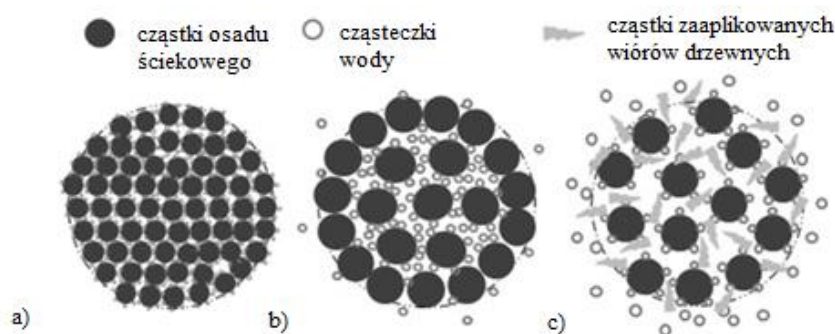 cząstki osadu
ściekowego
cząsteczki
wody
cząstki zaaplikowanych
wiórów drzewnych
a)
b)
c)